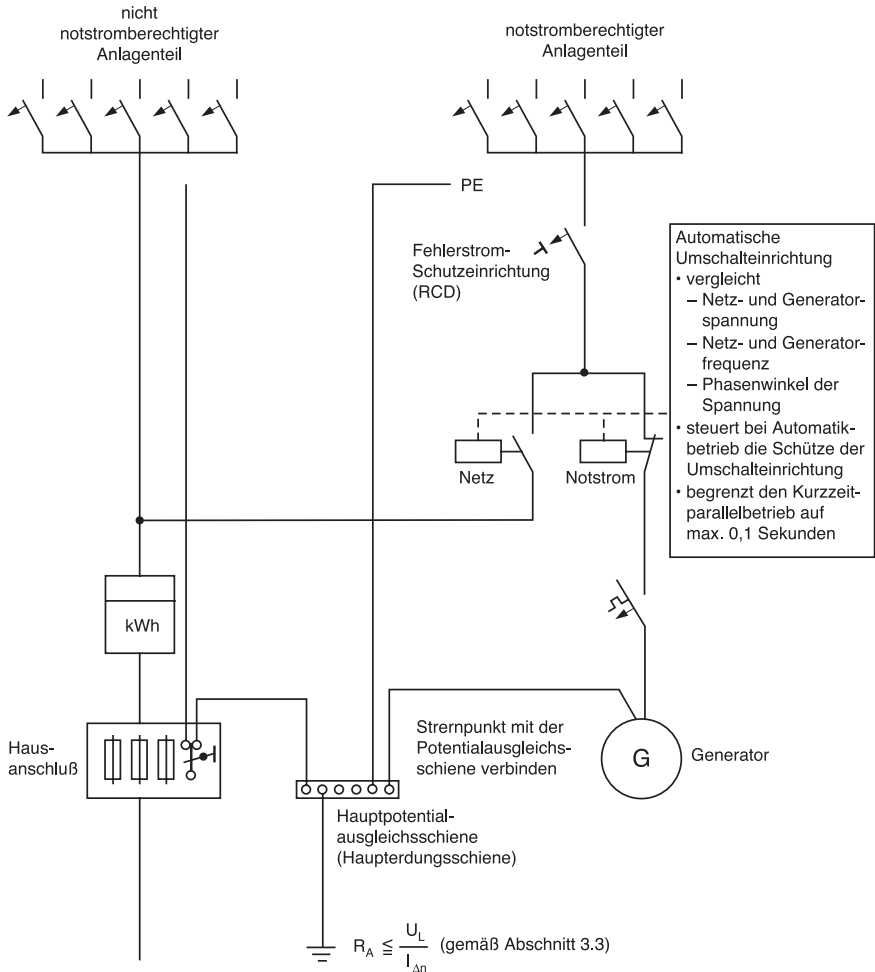 nicht
notstromberechtigter
Anlagenteil
notstromberechtigter
Anlagenteil
PE
Fehlerstrom-
Schutzeinrichtung
(RCD)
Automatische
Umschalteinrichtung
• vergleicht
– Netz- und Generator-
spannung
– Netz- und Generator-
frequenz
– Phasenwinkel der
Spannung
• steuert bei Automatik-
betrieb die Schütze der
Umschalteinrichtung
• begrenzt den Kurzzeit-
parallelbetrieb auf
max. 0,1 Sekunden
Netz
Notstrom
kWh
Haus-
anschluß
Strernpunkt mit der
Potentialausgleichs-
schiene verbinden
G
Generator
Hauptpotential-
ausgleichsschiene
(Haupterdungsschiene)
R_A ≦ U_L / I_Δn (gemäß Abschnitt 3.3)